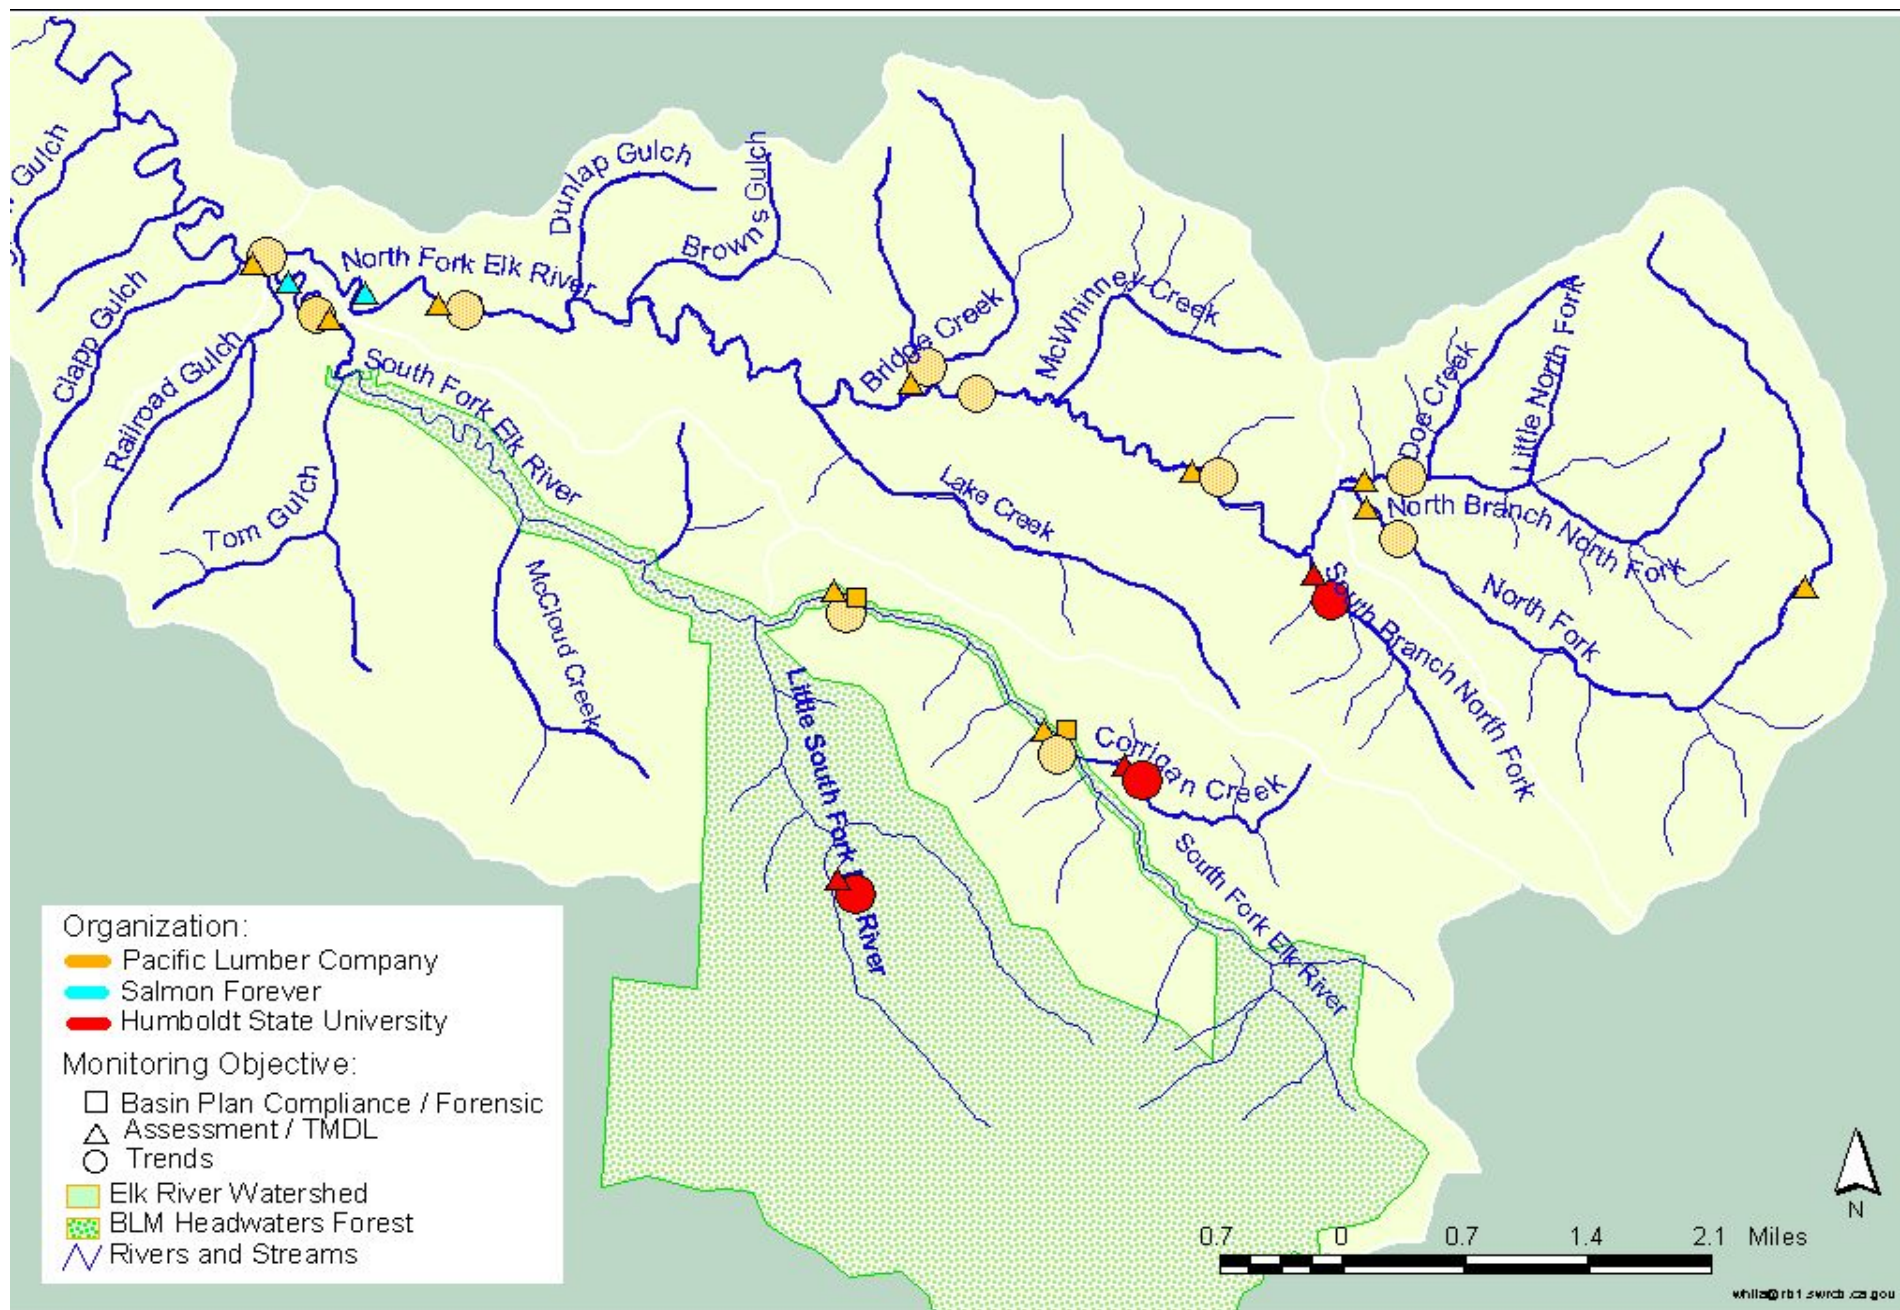 Gulch
Dunlap Gulch
Brown's Gulch
North Fork Elk River
Clapp Gulch
Railroad Gulch
South Fork Elk River
Bridge Creek
McWhinney Creek
Doe Creek
Little North Fork
Tom Gulch
Lake Creek
North Branch North Fork
McCloud Creek
North Fork
South Branch North Fork
Little South Fork
River
Corrigan Creek
South Fork Elk River
Organization:
Pacific Lumber Company
Salmon Forever
Humboldt State University
Monitoring Objective:
Basin Plan Compliance / Forensic
Assessment / TMDL
Trends
Elk River Watershed
BLM Headwaters Forest
Rivers and Streams
0.7 0 0.7 1.4 2.1 Miles
N